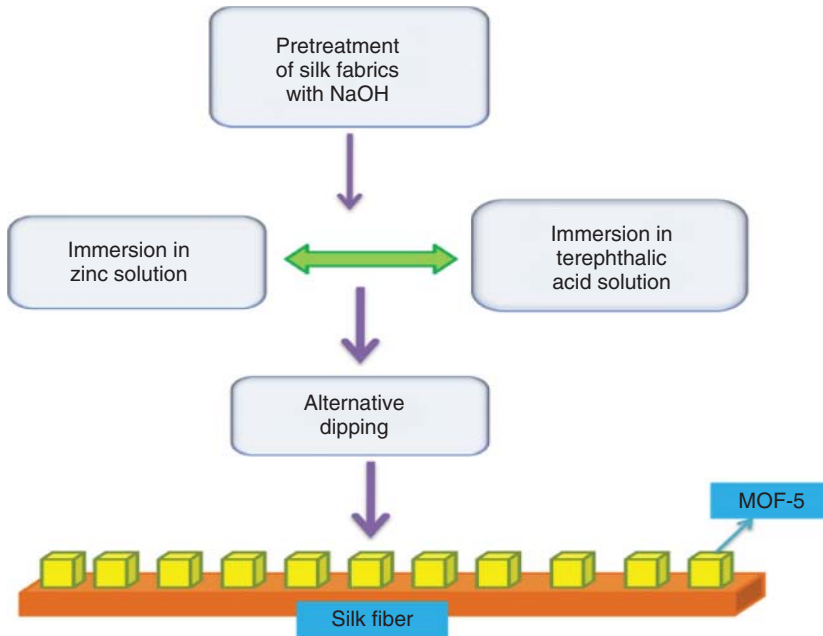 Pretreatment
of silk fabrics
with NaOH
Immersion in
zinc solution
Immersion in
terephthalic
acid solution
Alternative
dipping
MOF-5
Silk fiber